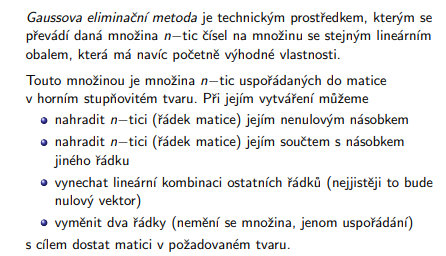 Gaussova eliminační metoda je technickým prostředkem, kterým se
převádí daná množina n−tic čísel na množinu se stejným lineárním
obalem, která má navíc početně výhodné vlastnosti.
Touto množinou je množina n−tic uspořádaných do matice
v horním stupňovitém tvaru. Při jejím vytváření můžeme
• nahradit n−tici (řádek matice) jejím nenulovým násobkem
• nahradit n−tici (řádek matice) jejím součtem s násobkem
jiného řádku
• vynechat lineární kombinaci ostatních řádků (nejjistěji to bude
nulový vektor)
• vyměnit dva řádky (nemění se množina, jenom uspořádání)
s cílem dostat matici v požadovaném tvaru.